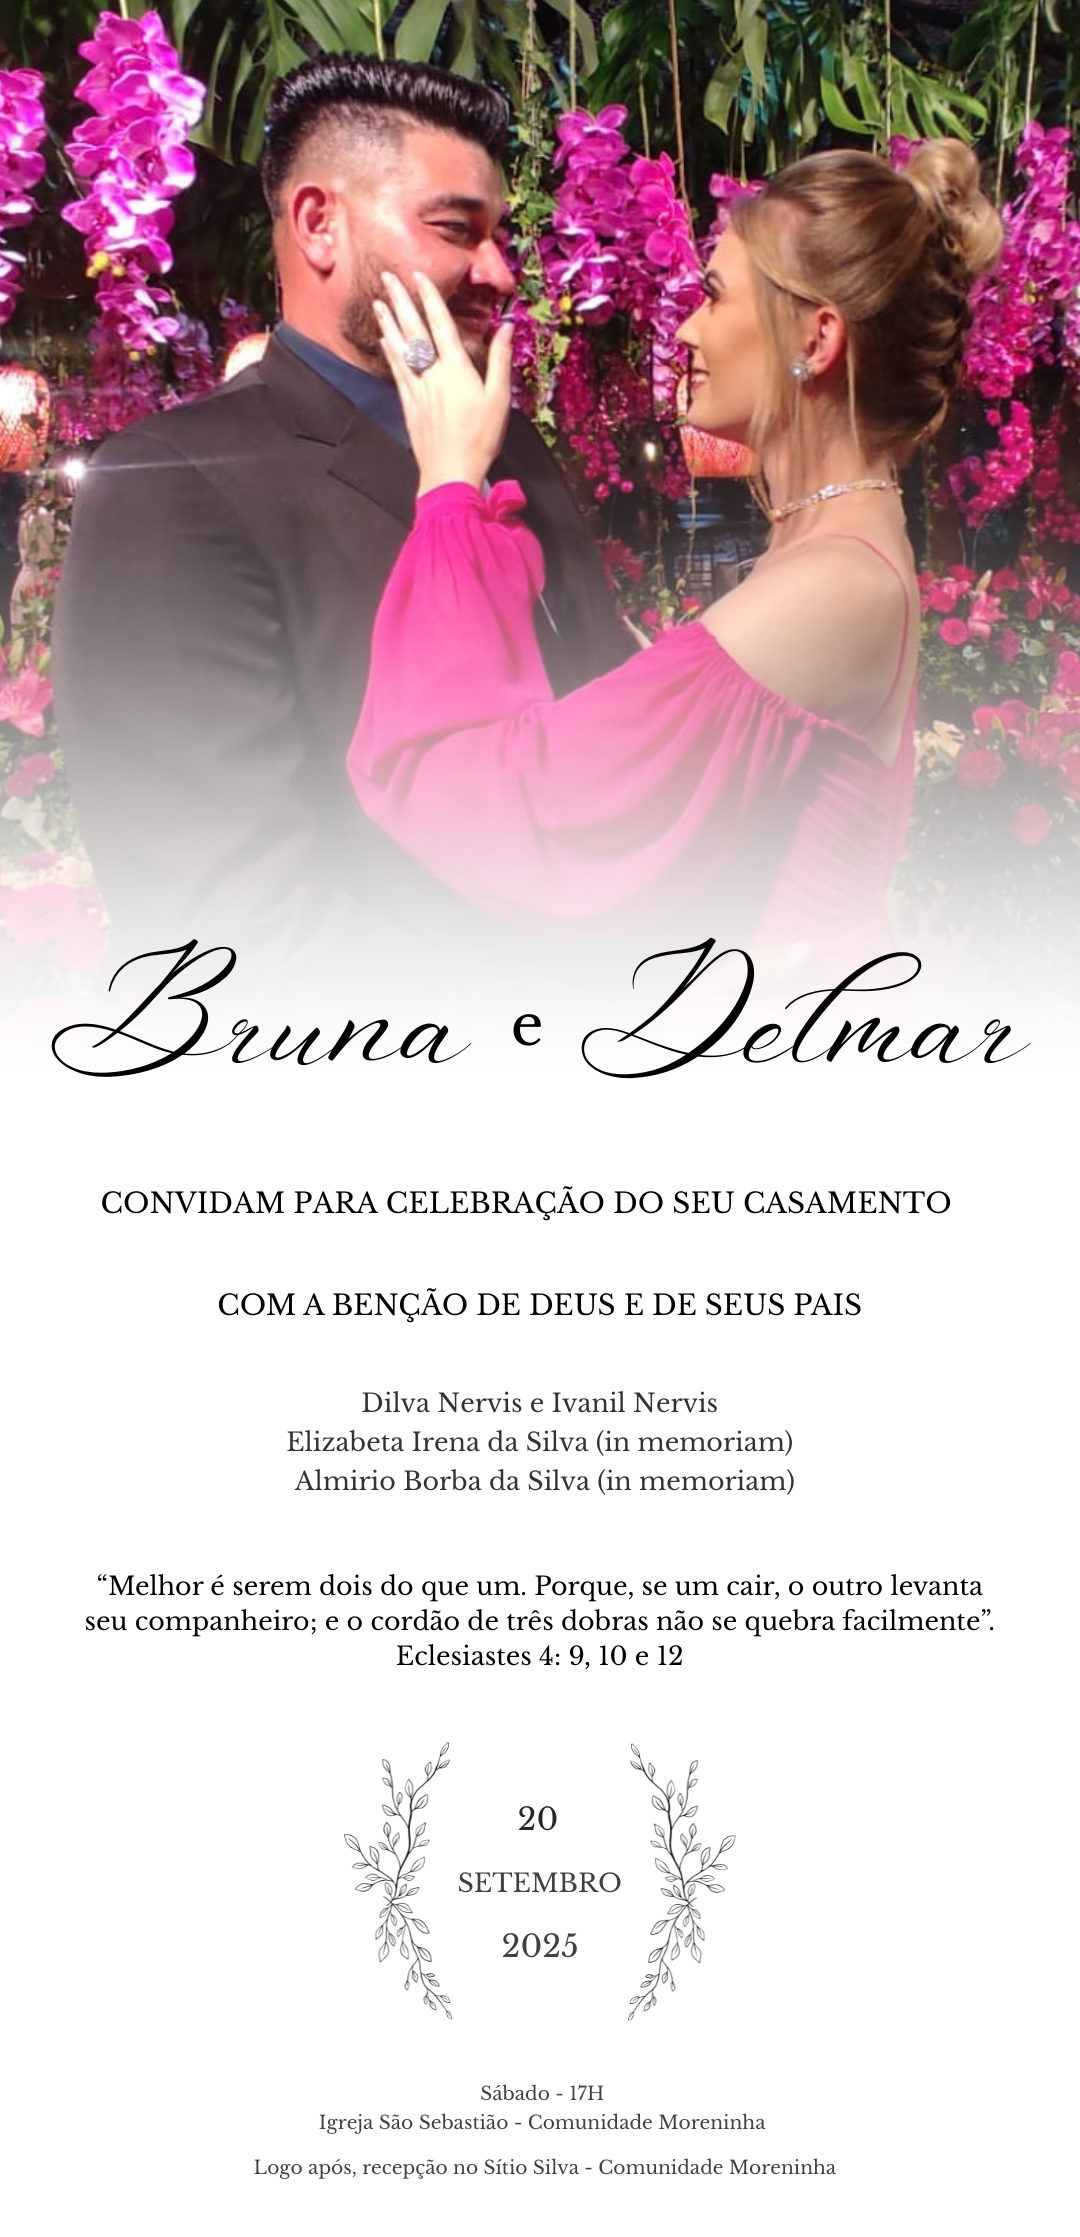 Bruna e Delmar
CONVIDAM PARA CELEBRAÇÃO DO SEU CASAMENTO
COM A BENÇÃO DE DEUS E DE SEUS PAIS
Dilva Nervis e Ivanil Nervis
Elizabeta Irena da Silva (in memoriam)
Almirio Borba da Silva (in memoriam)
“Melhor é serem dois do que um. Porque, se um cair, o outro levanta
seu companheiro; e o cordão de três dobras não se quebra facilmente”.
Eclesiastes 4: 9, 10 e 12
20
SETEMBRO
2025
Sábado - 17H
Igreja São Sebastião - Comunidade Moreninha
Logo após, recepção no Sítio Silva - Comunidade Moreninha